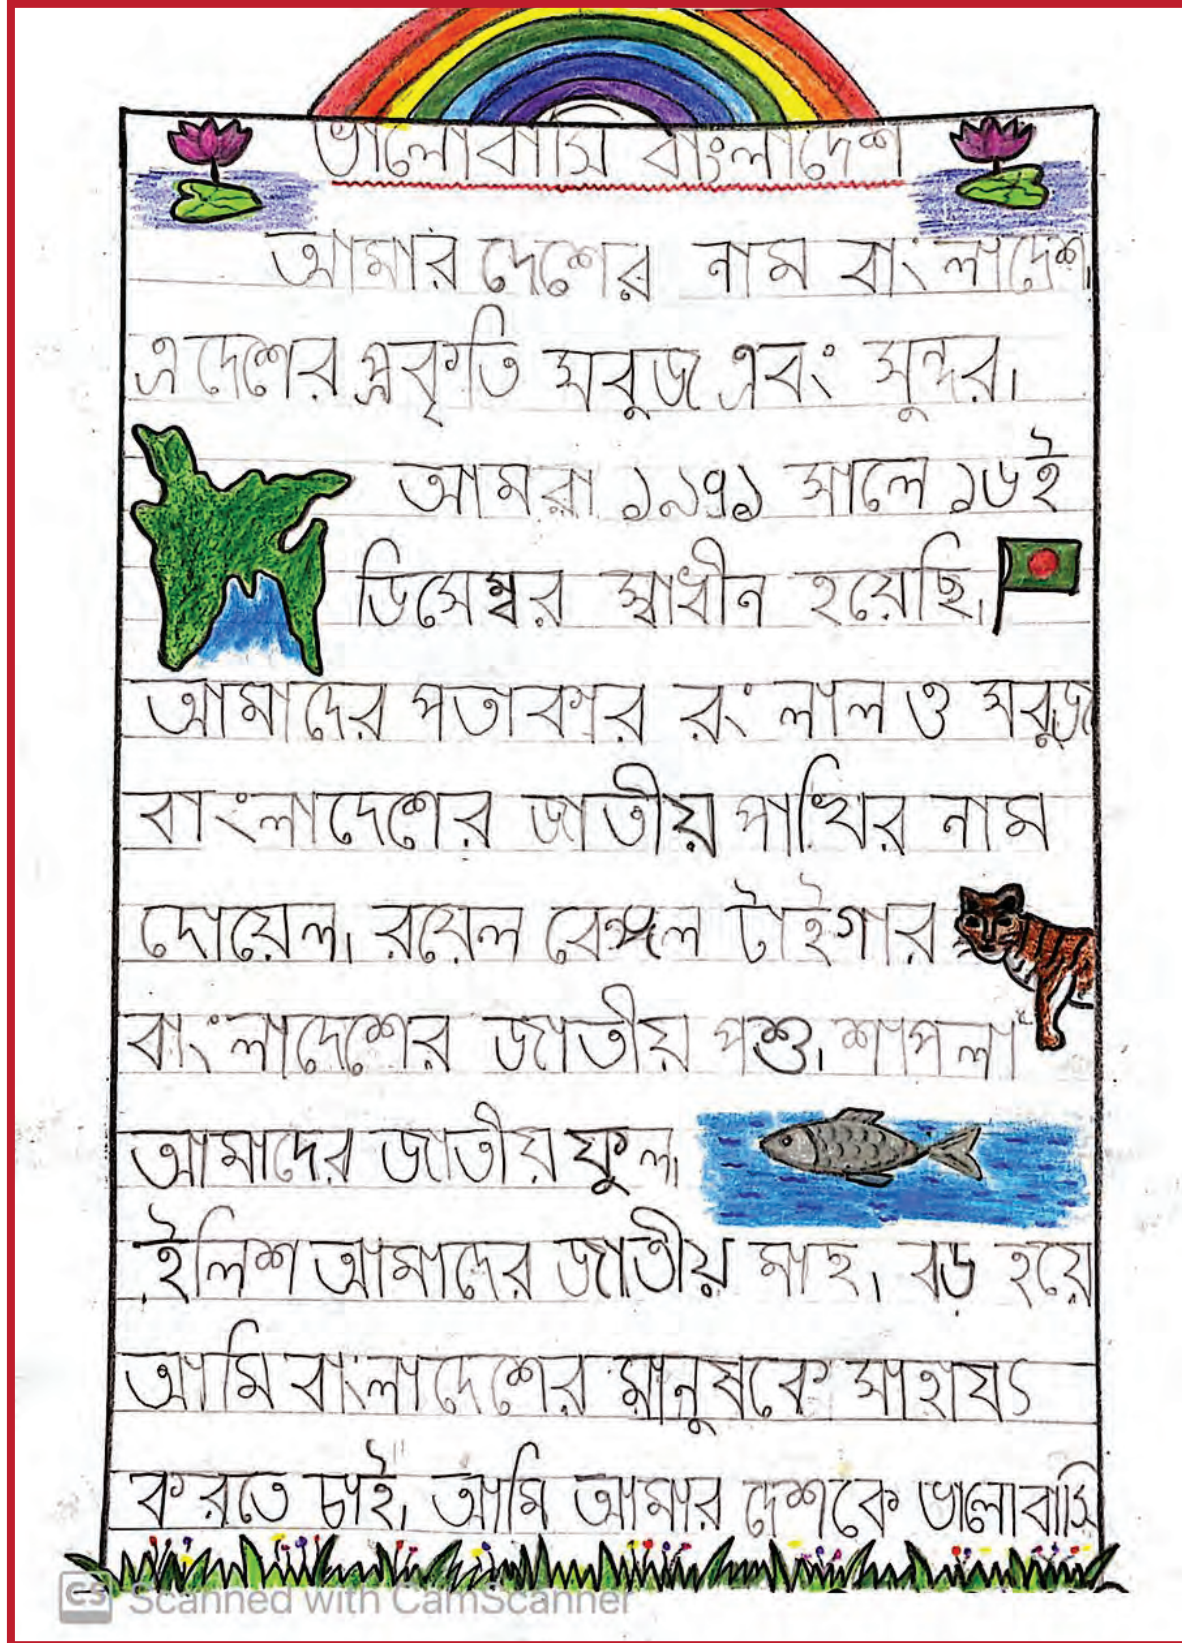 ভালোবাসি বাংলাদেশ
আমার দেশের নাম বাংলাদেশ।
এ দেশের প্রকৃতি সবুজ এবং সুন্দর।
আমরা ১৯৭১ সালে ১৬ই
ডিসেম্বর স্বাধীন হয়েছি।
আমাদের পতাকার রং লাল ও সবুজ
বাংলাদেশের জাতীয় পাখির নাম
দোয়েল। রয়েল বেঙ্গল টাইগার
বাংলাদেশের জাতীয় পশু। শাপলা
আমাদের জাতীয় ফুল।
ইলিশ আমাদের জাতীয় মাছ। বড় হয়ে
আমি বাংলাদেশের মানুষকে সাহায্য
করতে চাই। আমি আমার দেশকে ভালোবাসি
CS Scanned with CamScanner